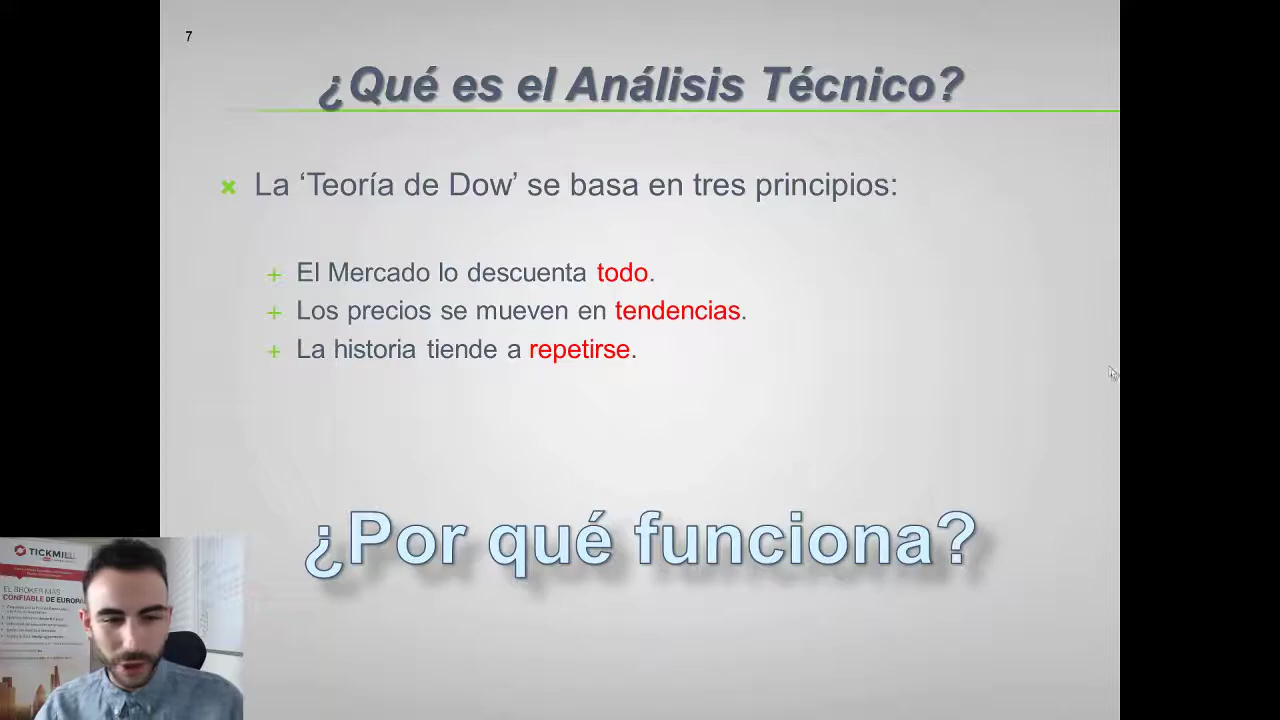 7
¿Qué es el Análisis Técnico?
La ‘Teoría de Dow’ se basa en tres principios:
El Mercado lo descuenta todo.
Los precios se mueven en tendencias.
La historia tiende a repetirse.
¿Por qué funciona?
TICKMILL
EL BROKER MÁS
CONFIABLE DE EUROPA